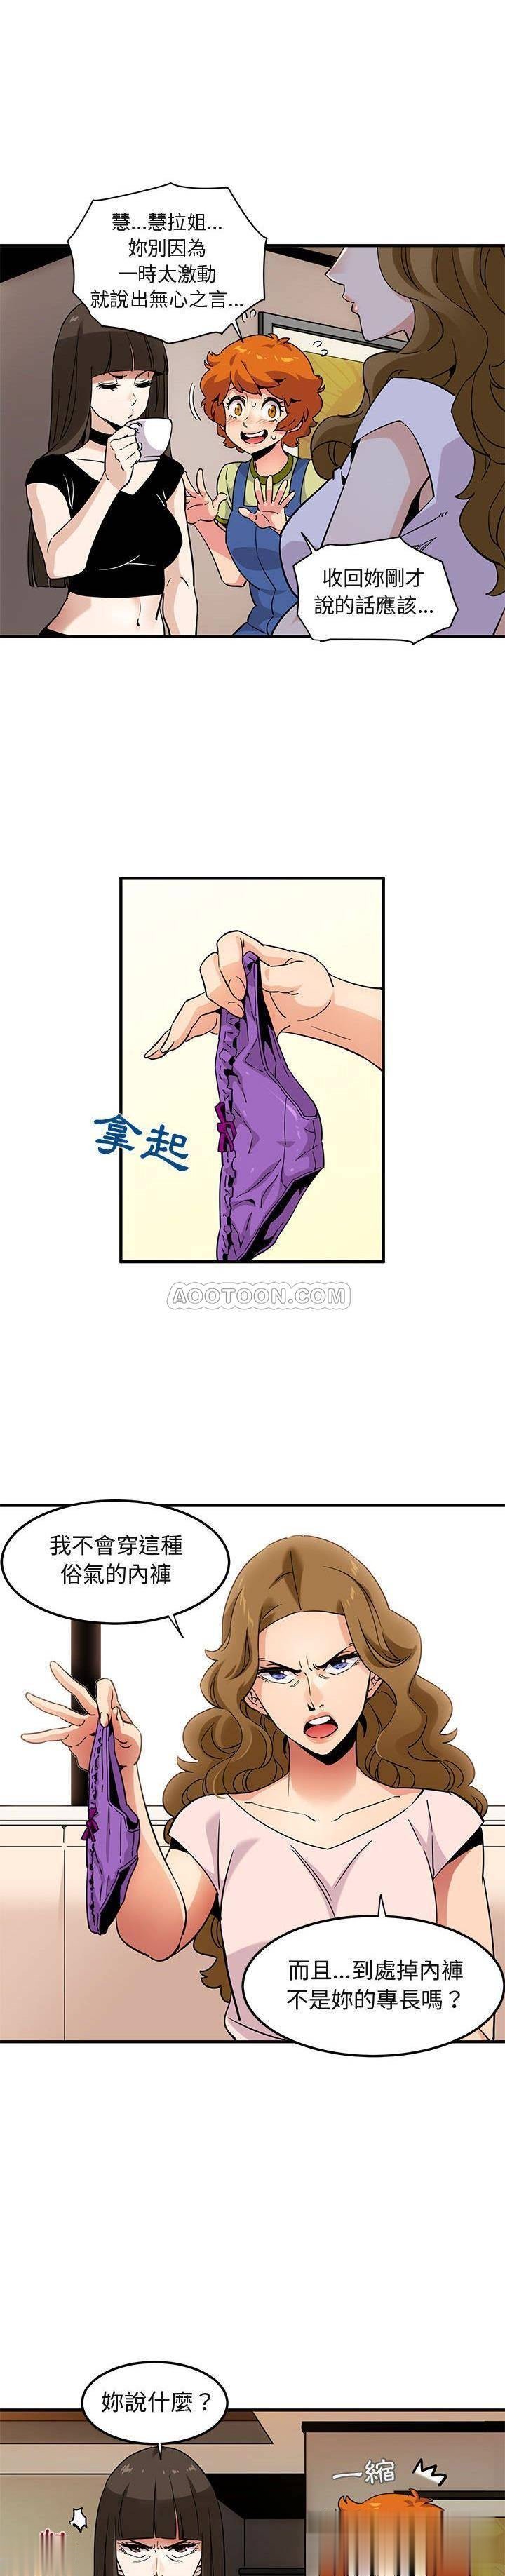 慧...慧拉姐...
妳別因為
一時太激動
就說出無心之言...
收回妳剛才
說的話應該...
拿起
AOOTOON.COM
我不會穿這種
俗氣的內褲
而且...到處掉內褲
不是妳的專長嗎？
妳說什麼？
一縮